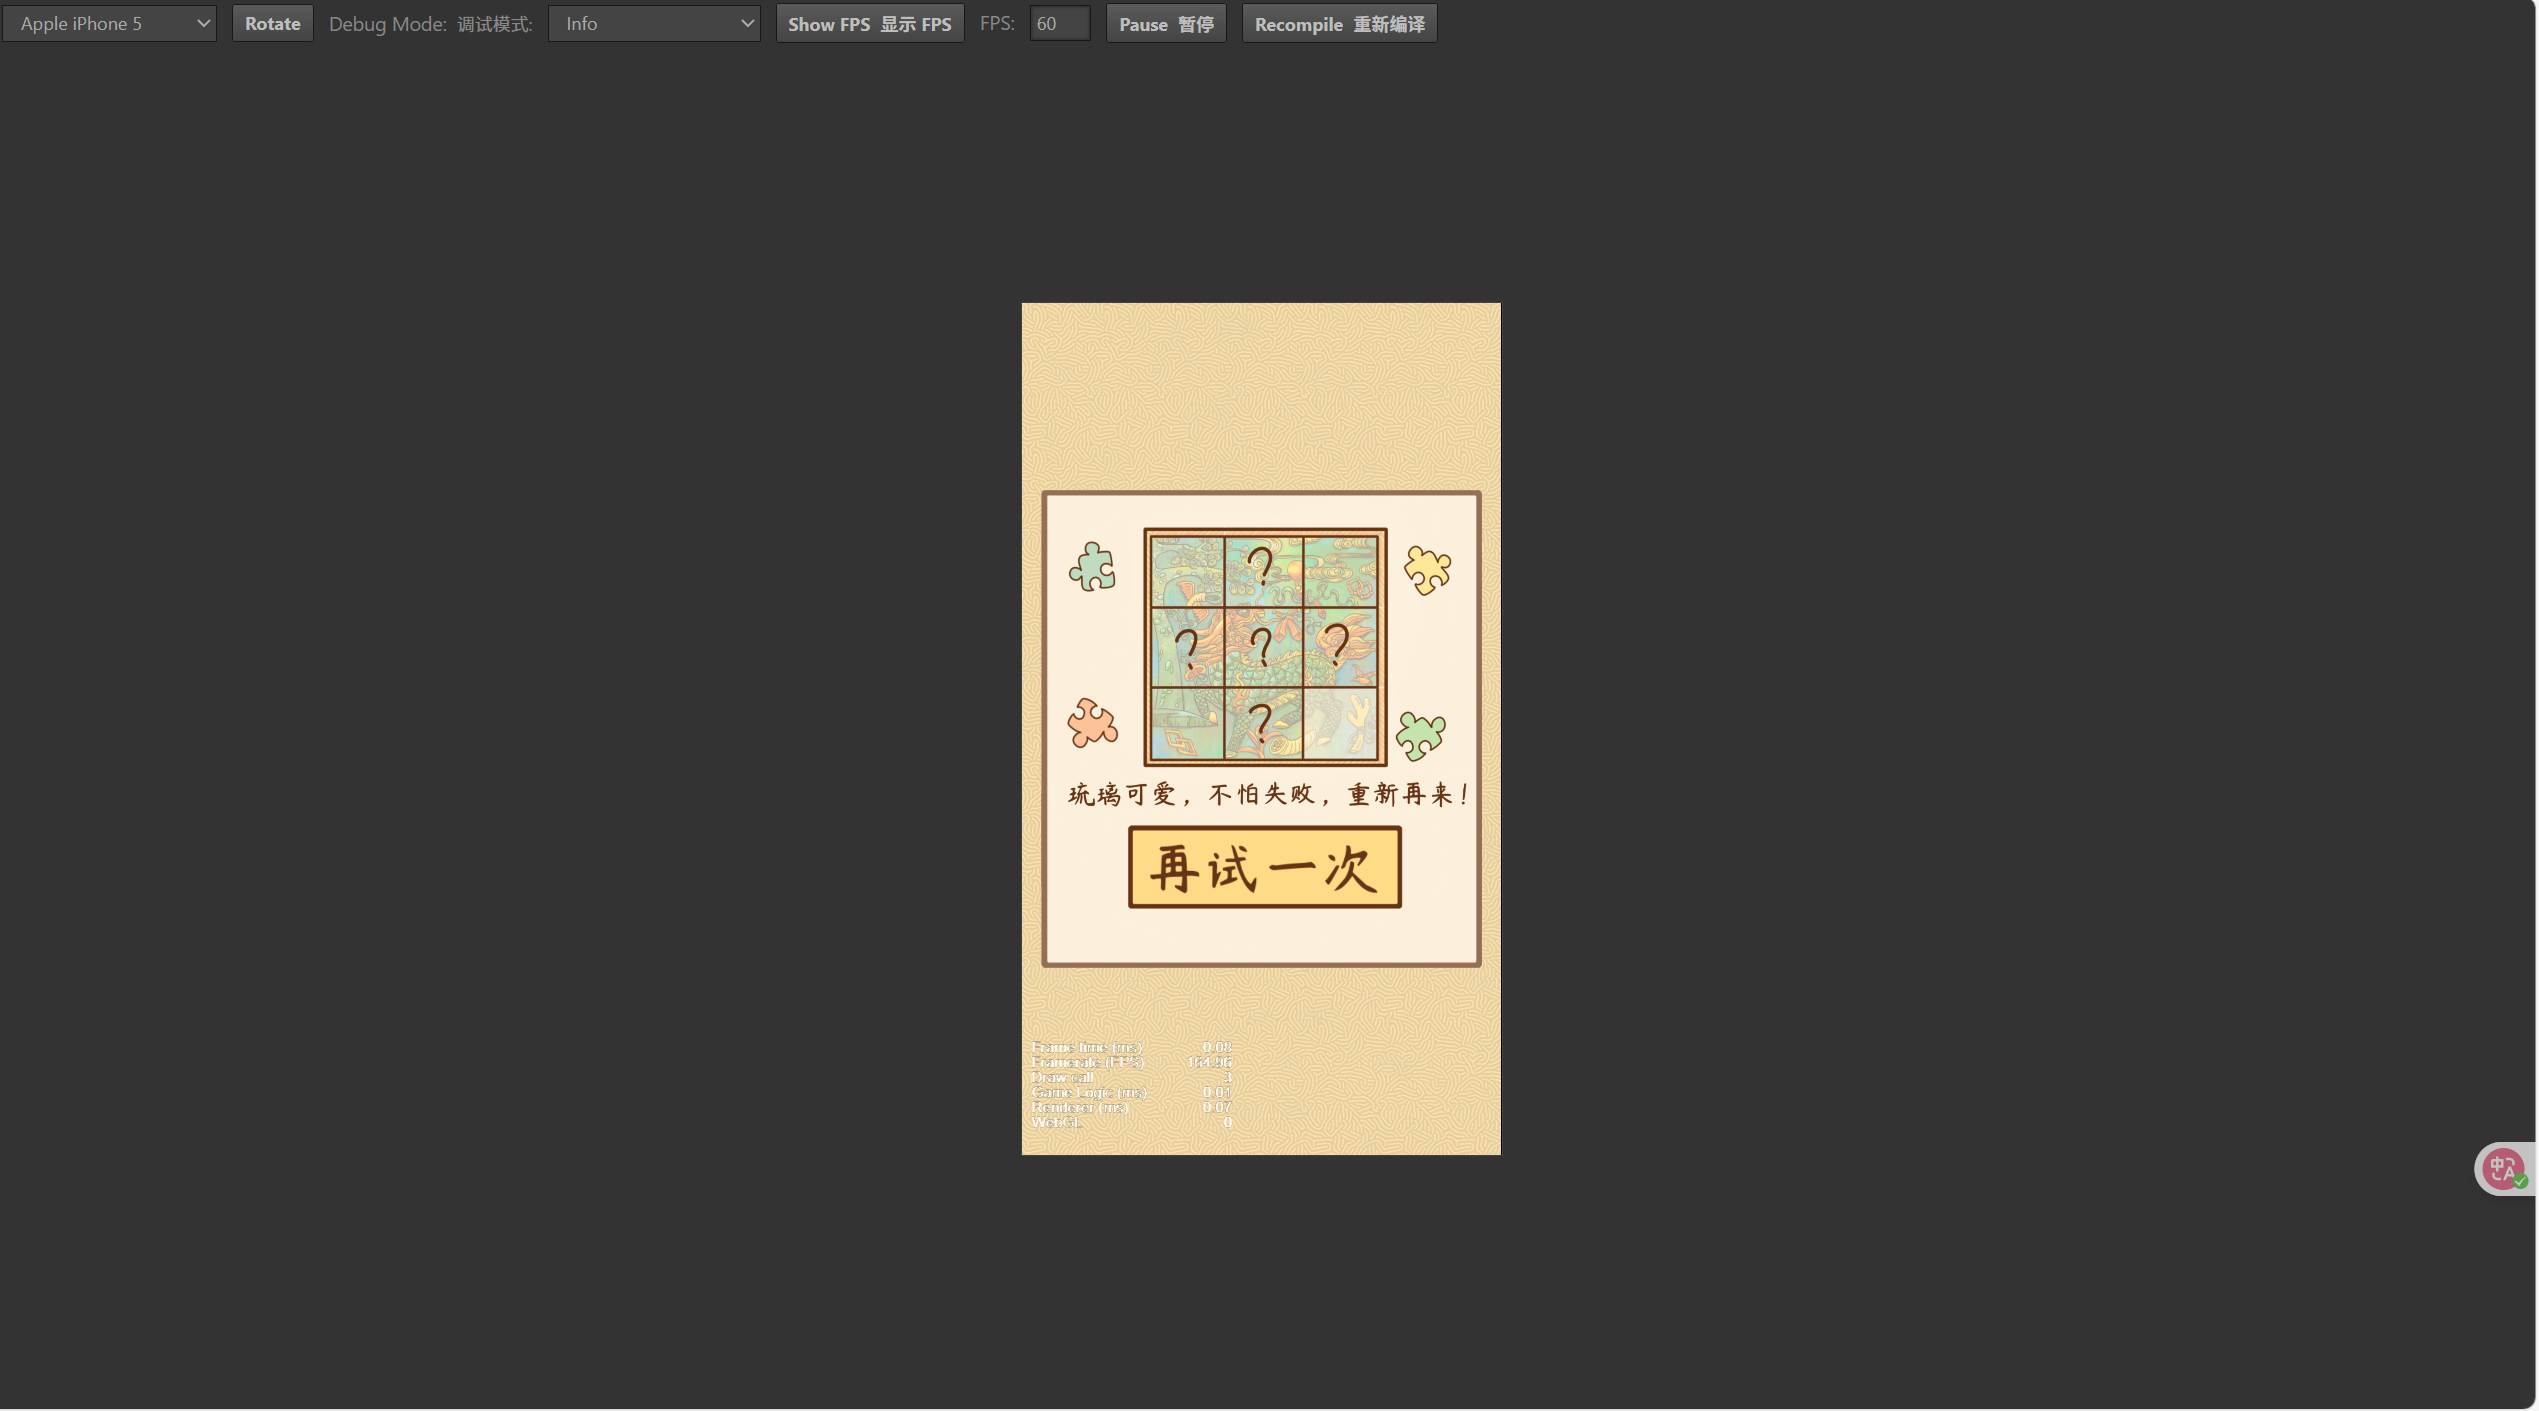 Apple iPhone 5 Rotate Debug Mode: 调试模式: Info Show FPS 显示 FPS FPS: 60 Pause 暂停 Recompile 重新编译
?
? ? ?
?
琉璃可爱，不怕失败，重新再来！
再试一次
Frame time (ms) 0.08
Framerate (FPS) 164.96
Draw call 3
Game Logic (ms) 0.01
Renderer (ms) 0.07
WebGL 0
中A